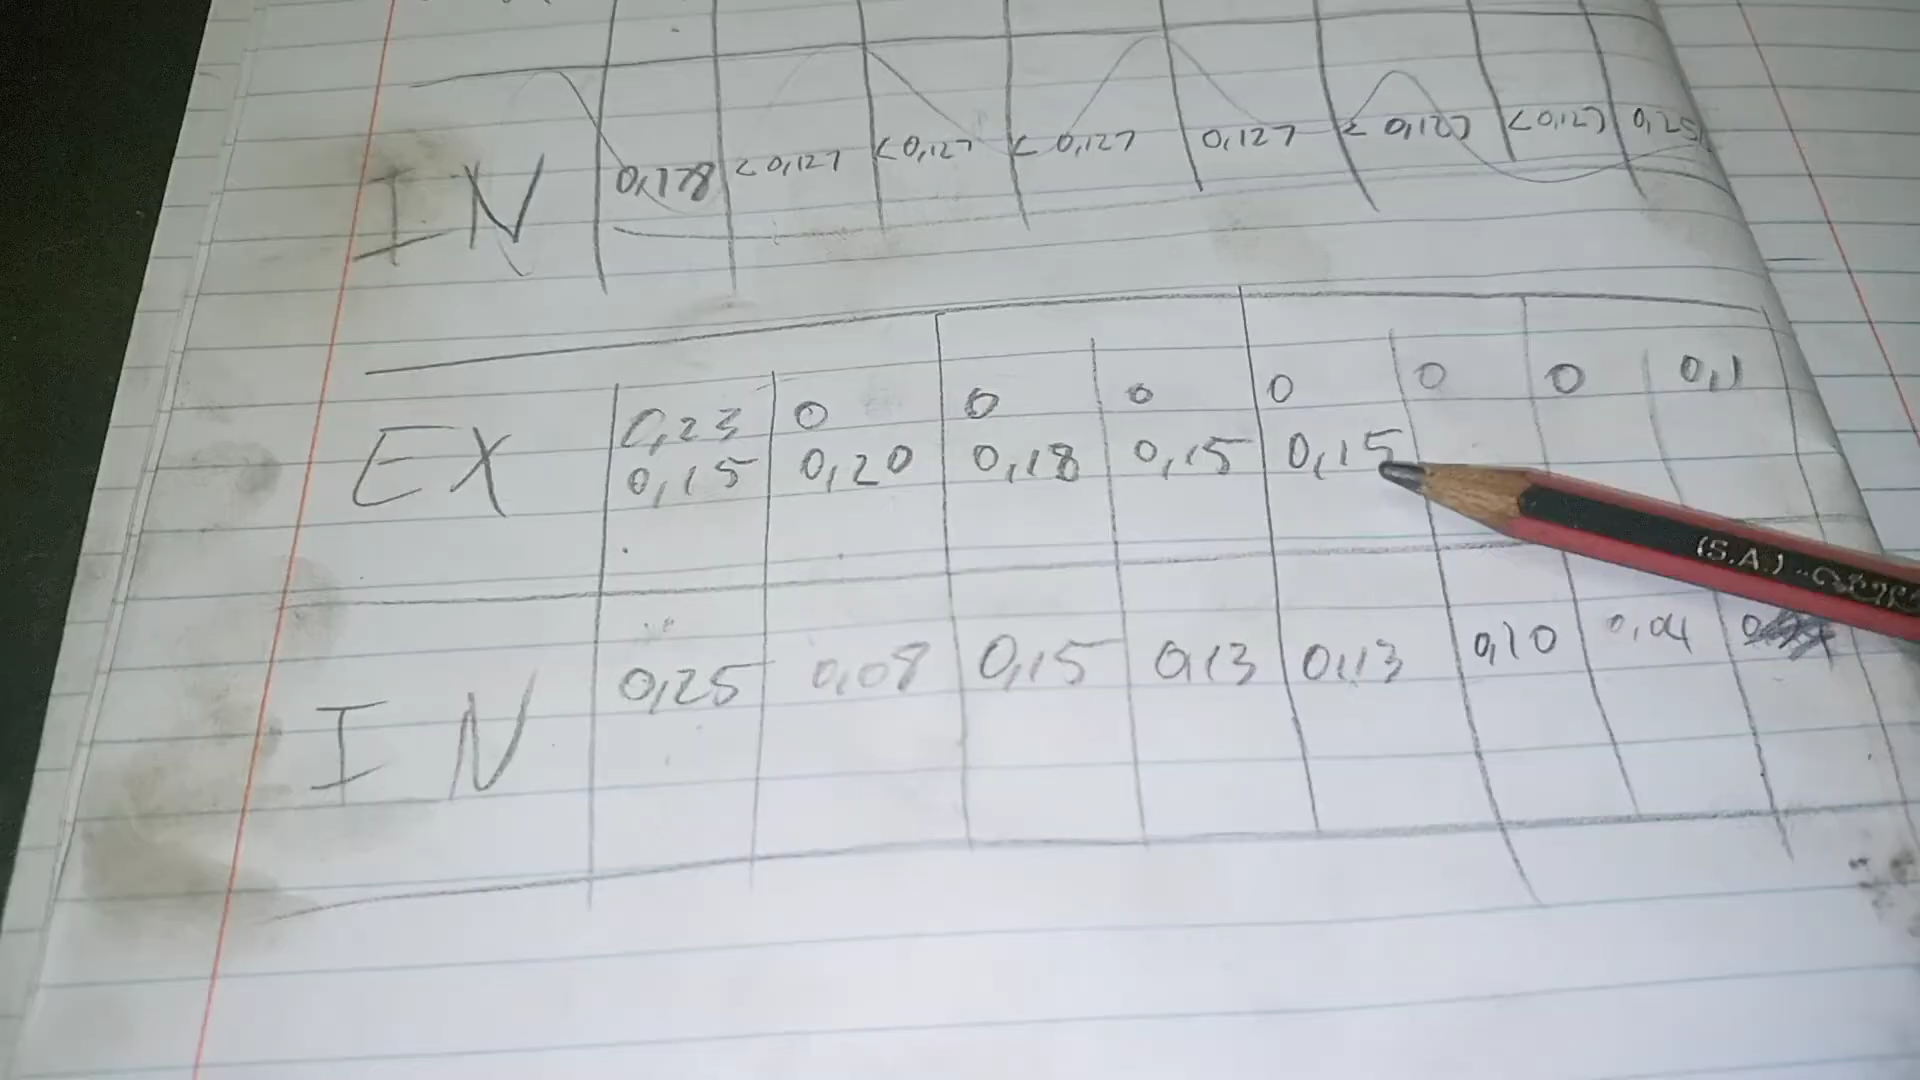 IN 0,178 <0,127 <0,127 <0,127 0,127 <0,127 <0,127 0,25
EX 0,23 0 0 0 0 0 0 0,1
0,15 0,20 0,18 0,15 0,15
(S.A.)
IN 0,25 0,08 0,15 0,13 0,13 0,10 0,04